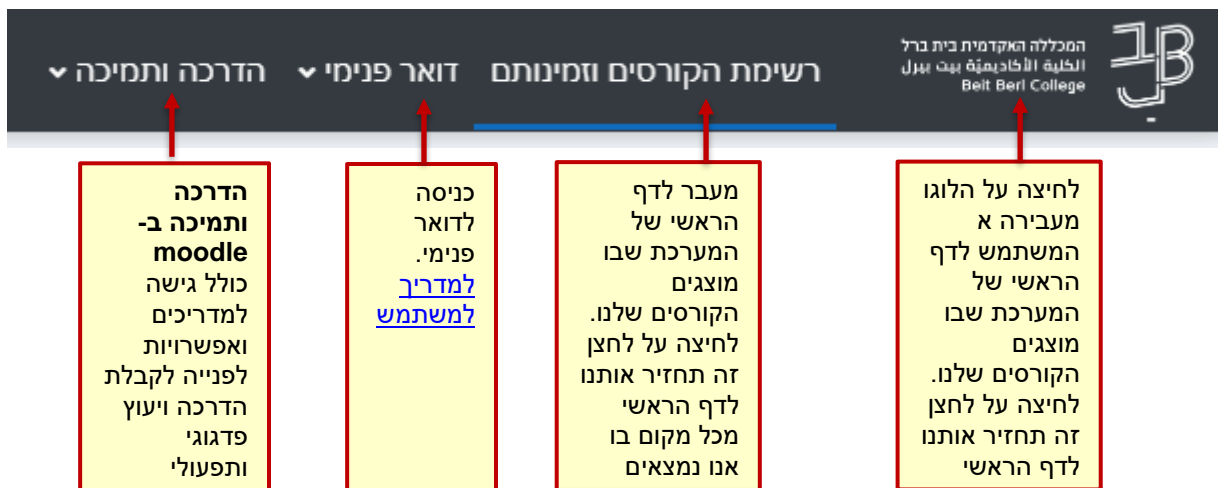 המכללה האקדמית בית ברל
الكلية الأكاديميّة بيت بيرل
Beit Berl College
רשימת הקורסים וזמינותם
דואר פנימי
הדרכה ותמיכה
לחיצה על הלוגו
מעבירה א
המשתמש לדף
הראשי של
המערכת שבו
מוצגים
הקורסים שלנו.
לחיצה על לחצן
זה תחזיר אותנו
לדף הראשי
מעבר לדף
הראשי של
המערכת שבו
מוצגים
הקורסים שלנו.
לחיצה על לחצן
זה תחזיר אותנו
לדף הראשי
מכל מקום בו
אנו נמצאים
כניסה
לדואר
פנימי.
למדריך
למשתמש
הדרכה
ותמיכה ב-
moodle
כולל גישה
למדריכים
ואפשרויות
לפנייה לקבלת
הדרכה ויעוץ
פדגוגי
ותפעולי